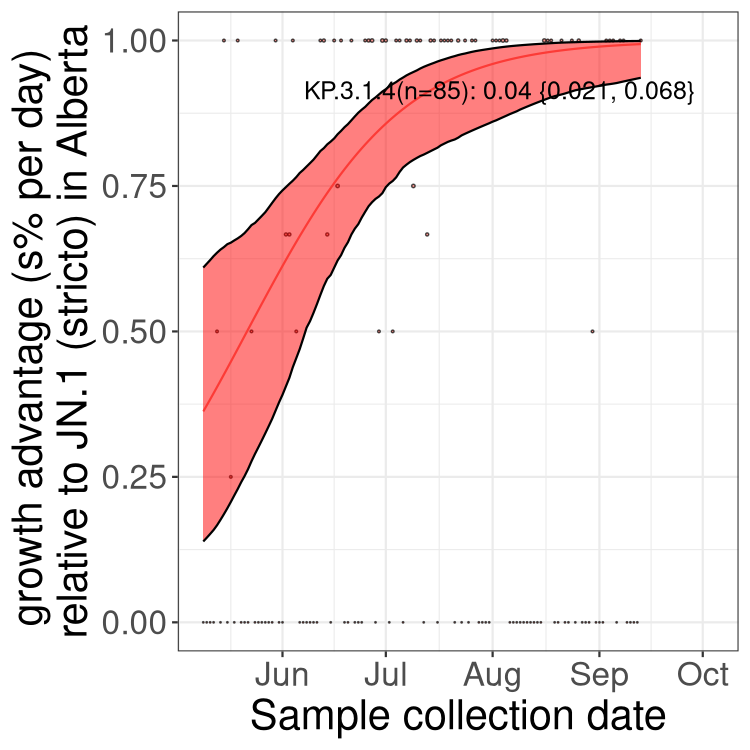 growth advantage (s% per day)
relative to JN.1 (stricto) in Alberta
1.00
0.75
0.50
0.25
0.00
KP.3.1.4(n=85): 0.04 {0.021, 0.068}
Jun Jul Aug Sep Oct
Sample collection date